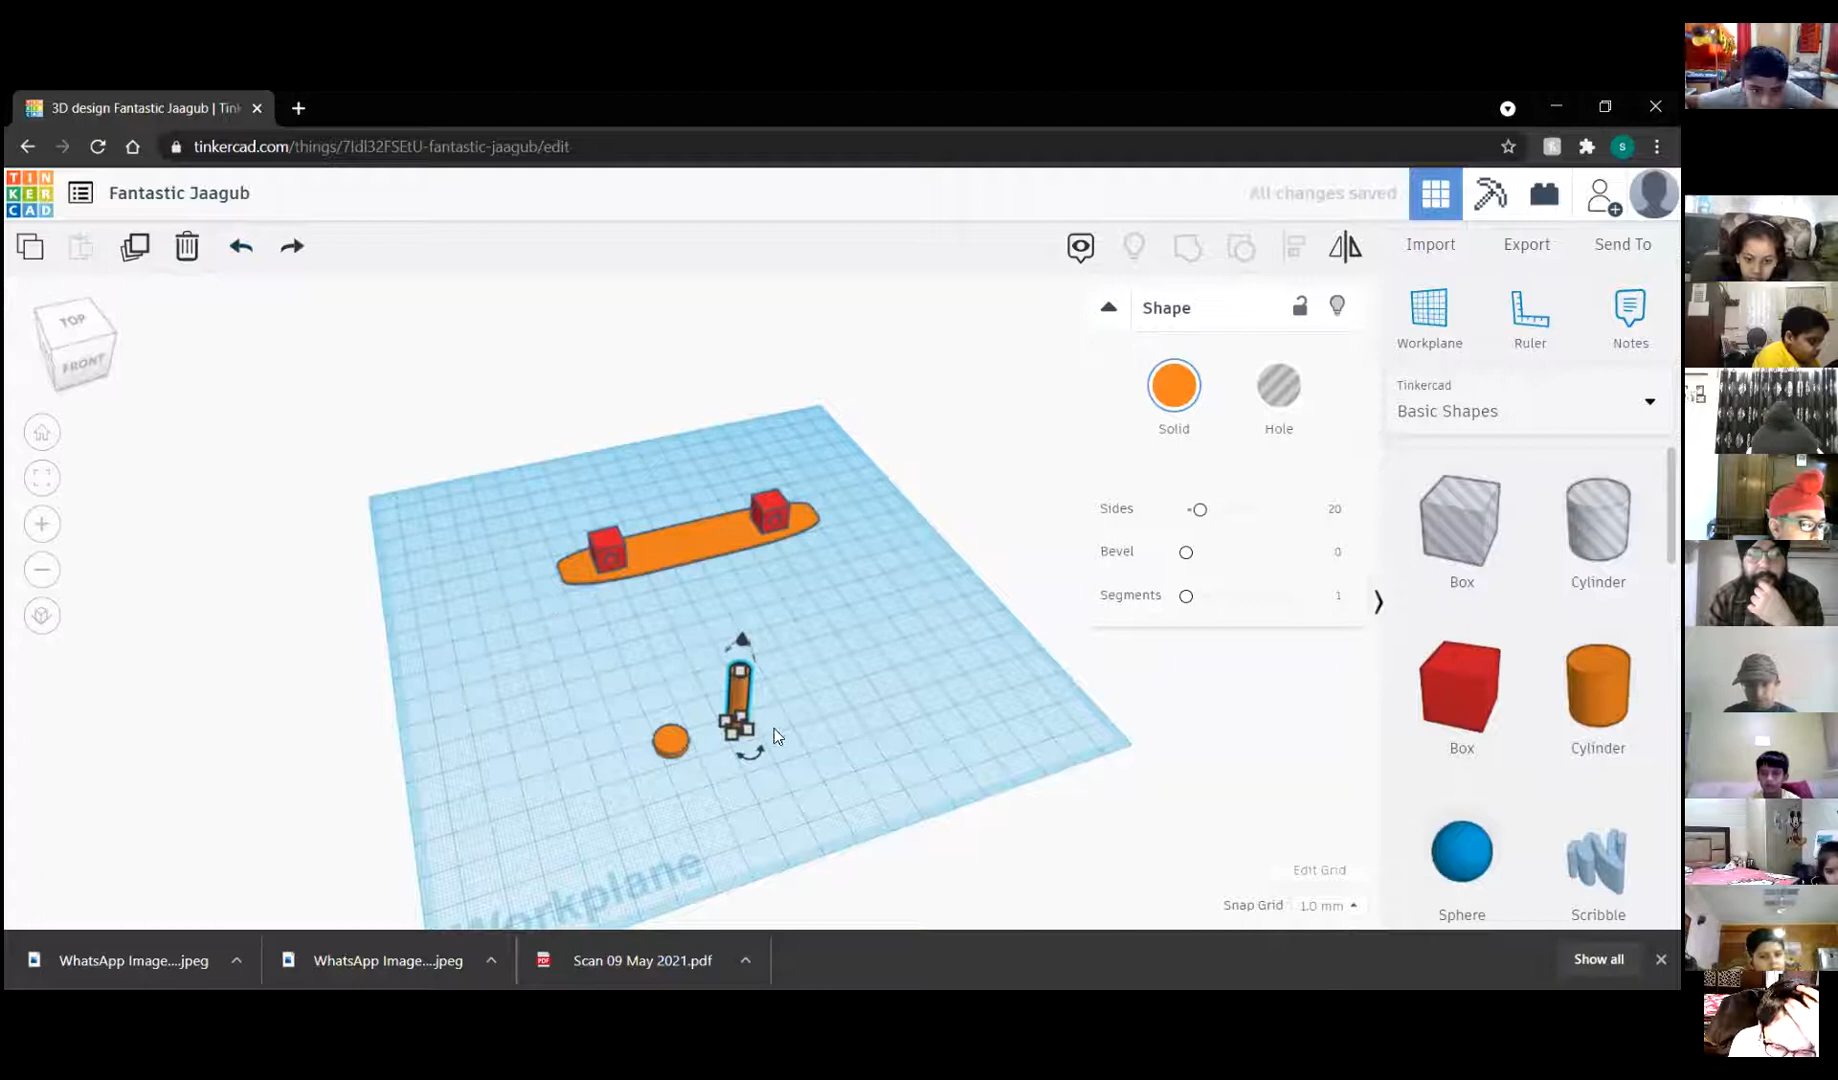 3D design Fantastic Jaagub | Tink
tinkercad.com/things/7IdI32FSEtU-fantastic-jaagub/edit
TIN
KER
CAD
Fantastic Jaagub
All changes saved
Import
Export
Send To
TOP
FRONT
Shape
Solid
Hole
Sides
20
Bevel
0
Segments
1
Workplane
Ruler
Notes
Tinkercad
Basic Shapes
Box
Cylinder
Box
Cylinder
Sphere
Scribble
Workplane
Edit Grid
Snap Grid
1.0 mm
WhatsApp Image....jpeg
WhatsApp Image....jpeg
PDF
Scan 09 May 2021.pdf
Show all
S